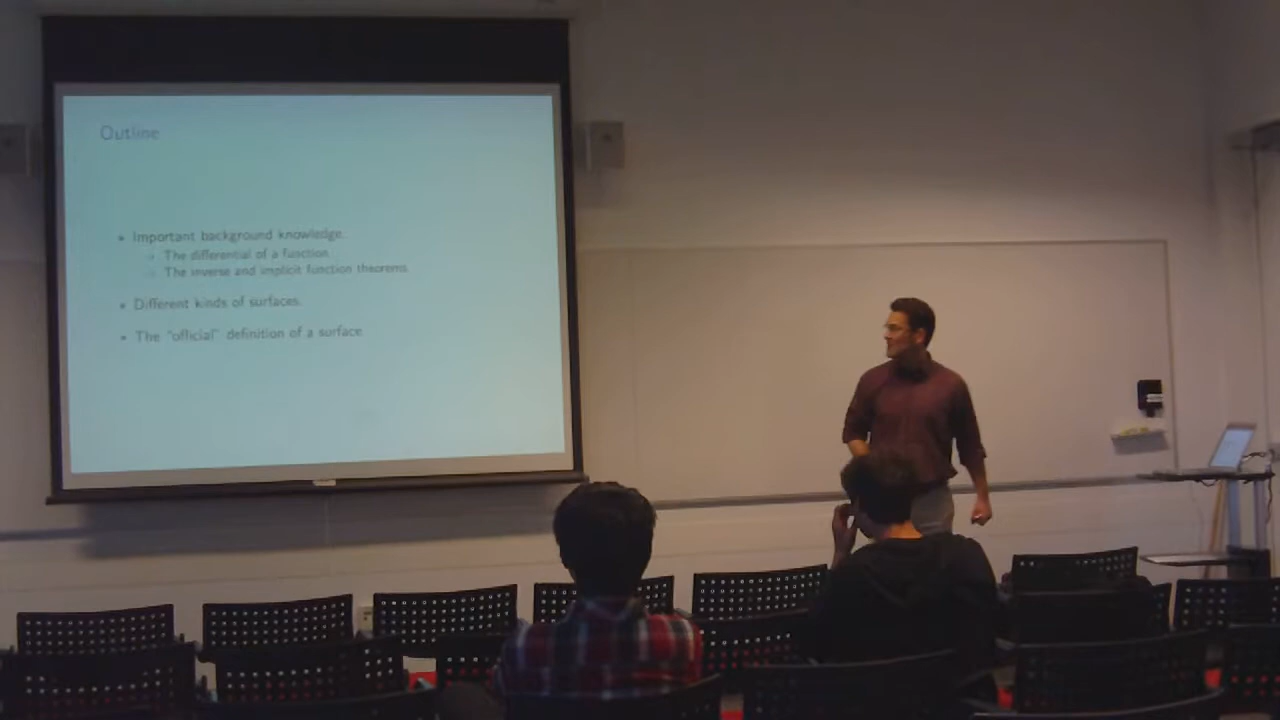 Outline
Important background knowledge.
The differential of a function.
The inverse and implicit function theorems.
Different kinds of surfaces.
The "official" definition of a surface.